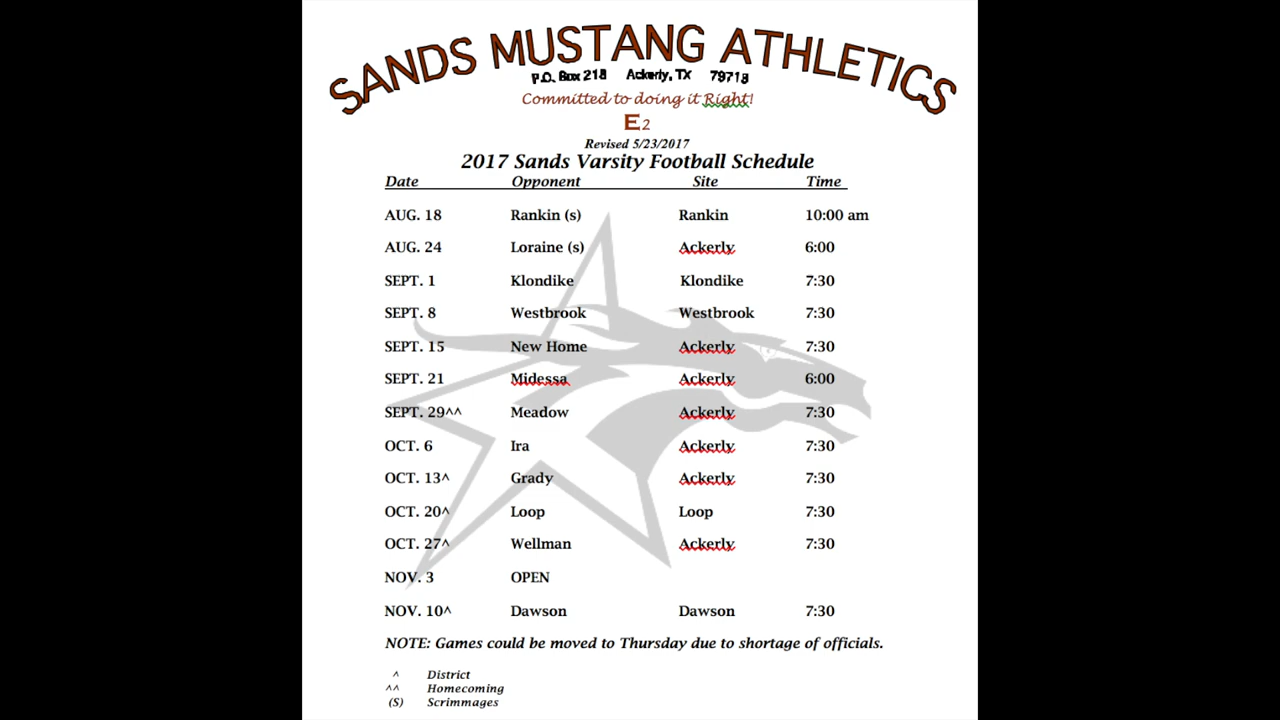 SANDS MUSTANG ATHLETICS
P.O. Box 218 Ackerly, TX 79713
Committed to doing it Right!
E2
Revised 5/23/2017
2017 Sands Varsity Football Schedule
Date Opponent Site Time
AUG. 18 Rankin (s) Rankin 10:00 am
AUG. 24 Loraine (s) Ackerly 6:00
SEPT. 1 Klondike Klondike 7:30
SEPT. 8 Westbrook Westbrook 7:30
SEPT. 15 New Home Ackerly 7:30
SEPT. 21 Midessa Ackerly 6:00
SEPT. 29^^ Meadow Ackerly 7:30
OCT. 6 Ira Ackerly 7:30
OCT. 13^ Grady Ackerly 7:30
OCT. 20^ Loop Loop 7:30
OCT. 27^ Wellman Ackerly 7:30
NOV. 3 OPEN
NOV. 10^ Dawson Dawson 7:30
NOTE: Games could be moved to Thursday due to shortage of officials.
^ District
^^ Homecoming
(S) Scrimmages